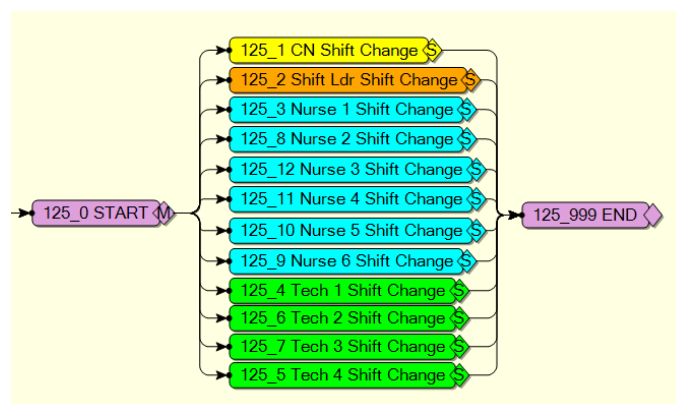 125_1 CN Shift Change S
125_2 Shift Ldr Shift Change S
125_3 Nurse 1 Shift Change S
125_8 Nurse 2 Shift Change S
125_12 Nurse 3 Shift Change S
125_11 Nurse 4 Shift Change S
125_0 START M
125_999 END
125_10 Nurse 5 Shift Change S
125_9 Nurse 6 Shift Change S
125_4 Tech 1 Shift Change S
125_6 Tech 2 Shift Change S
125_7 Tech 3 Shift Change S
125_5 Tech 4 Shift Change S